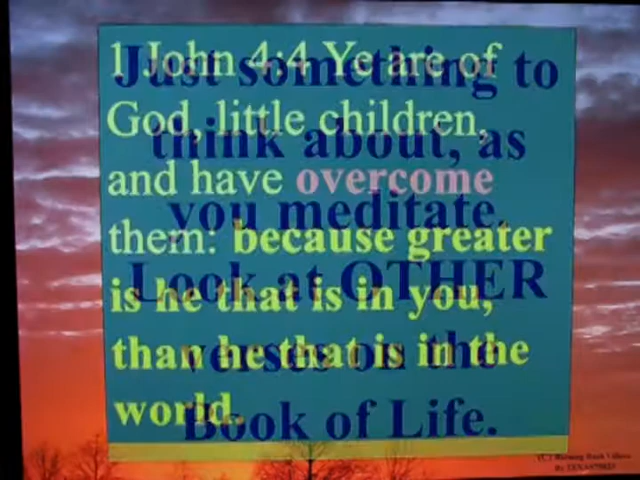 1 John 4:4 Ye are of
God, little children,
and have overcome
them: because greater
is he that is in you,
than he that is in the
world.
Just something to
think about, as
you meditate.
Look at OTHER
verses on the
Book of Life.